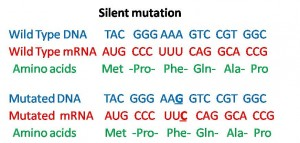 Silent mutation
Wild Type DNA TAC GGG AAA GTC CGT GGC
Wild Type mRNA AUG CCC UUU CAG GCA CCG
Amino acids Met -Pro- Phe- Gln- Ala- Pro
Mutated DNA TAC GGG AAG GTC CGT GGC
Mutated mRNA AUG CCC UUC CAG GCA CCG
Amino acids Met -Pro- Phe- Gln- Ala- Pro